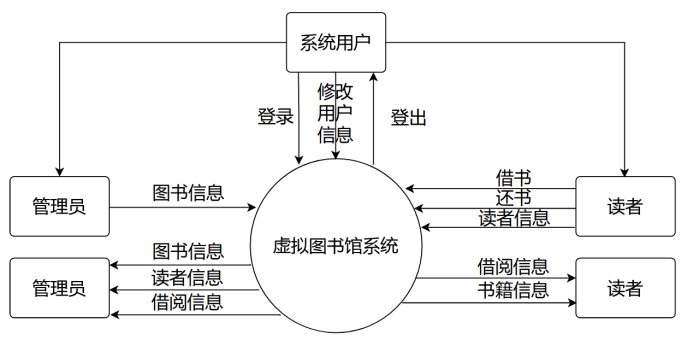 系统用户
登录
修改
用户
信息
登出
管理员
图书信息
借书
还书
读者信息
读者
虚拟图书馆系统
管理员
图书信息
读者信息
借阅信息
借阅信息
书籍信息
读者